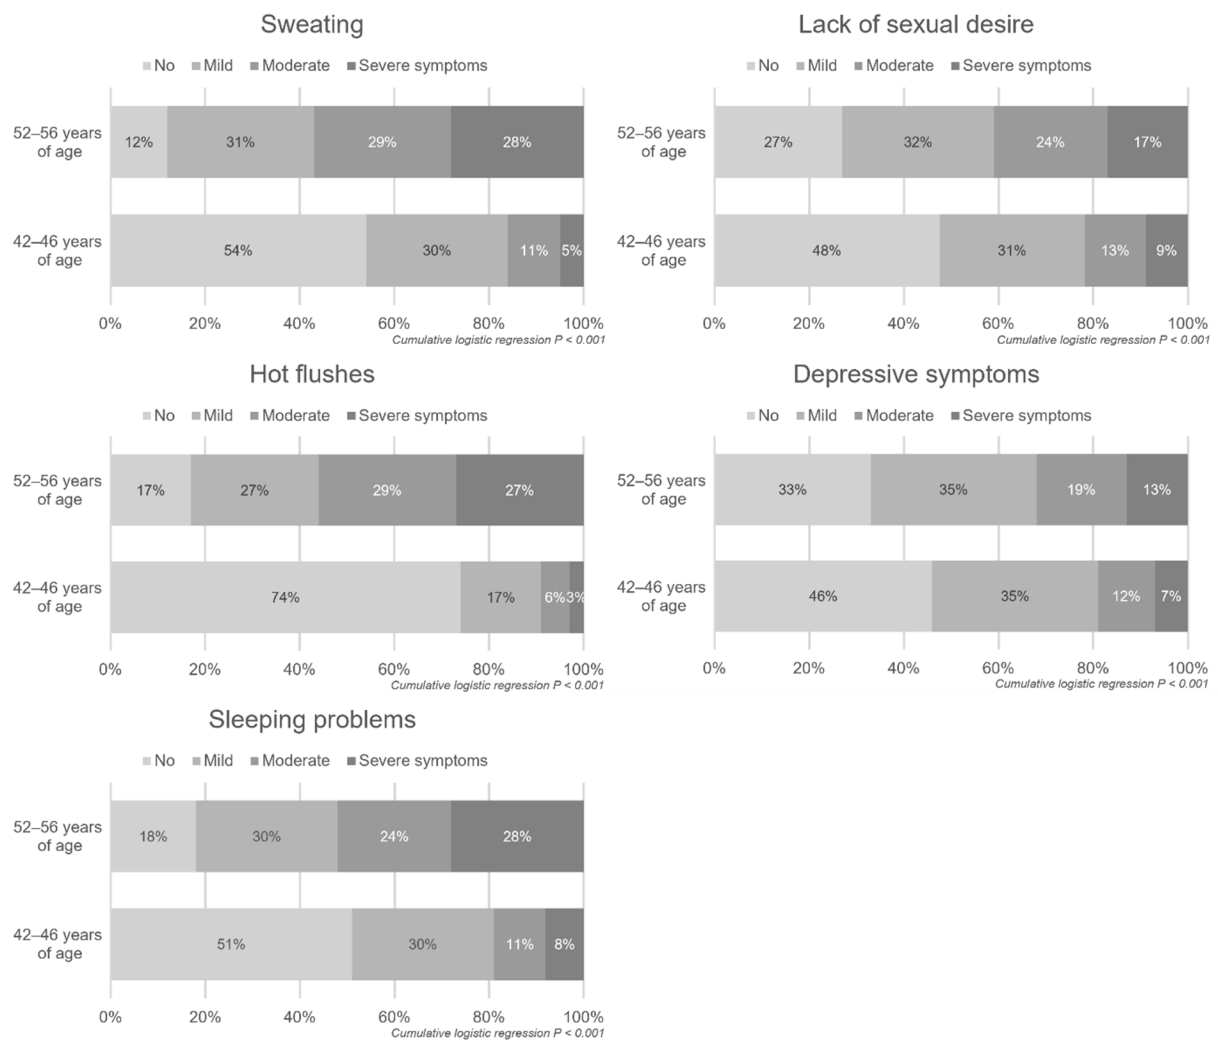 Sweating
No Mild Moderate Severe symptoms
52–56 years
of age
12% 31% 29% 28%
42–46 years
of age
54% 30% 11% 5%
0% 20% 40% 60% 80% 100%
Cumulative logistic regression P < 0.001
Lack of sexual desire
No Mild Moderate Severe symptoms
52–56 years
of age
27% 32% 24% 17%
42–46 years
of age
48% 31% 13% 9%
0% 20% 40% 60% 80% 100%
Cumulative logistic regression P < 0.001
Hot flushes
No Mild Moderate Severe symptoms
52–56 years
of age
17% 27% 29% 27%
42–46 years
of age
74% 17% 6% 3%
0% 20% 40% 60% 80% 100%
Cumulative logistic regression P < 0.001
Depressive symptoms
No Mild Moderate Severe symptoms
52–56 years
of age
33% 35% 19% 13%
42–46 years
of age
46% 35% 12% 7%
0% 20% 40% 60% 80% 100%
Cumulative logistic regression P < 0.001
Sleeping problems
No Mild Moderate Severe symptoms
52–56 years
of age
18% 30% 24% 28%
42–46 years
of age
51% 30% 11% 8%
0% 20% 40% 60% 80% 100%
Cumulative logistic regression P < 0.001